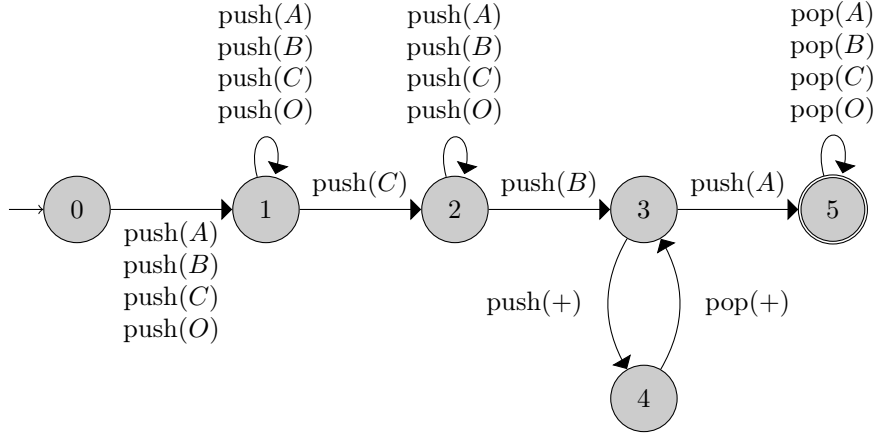 push(A)
push(B)
push(C)
push(O)
push(A)
push(B)
push(C)
push(O)
pop(A)
pop(B)
pop(C)
pop(O)
0
1
push(C)
2
push(B)
3
push(A)
5
push(A)
push(B)
push(C)
push(O)
push(+)
pop(+)
4